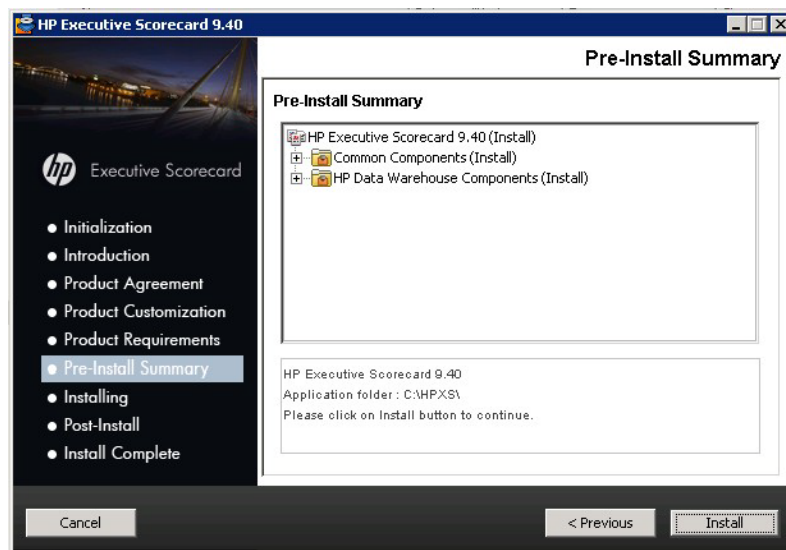 HP Executive Scorecard 9.40
Pre-Install Summary
hp Executive Scorecard
Initialization
Introduction
Product Agreement
Product Customization
Product Requirements
Pre-Install Summary
Installing
Post-Install
Install Complete
Pre-Install Summary
HP Executive Scorecard 9.40 (Install)
Common Components (Install)
HP Data Warehouse Components (Install)
HP Executive Scorecard 9.40
Application folder : C:\HPXS\
Please click on Install button to continue.
Cancel
< Previous
Install